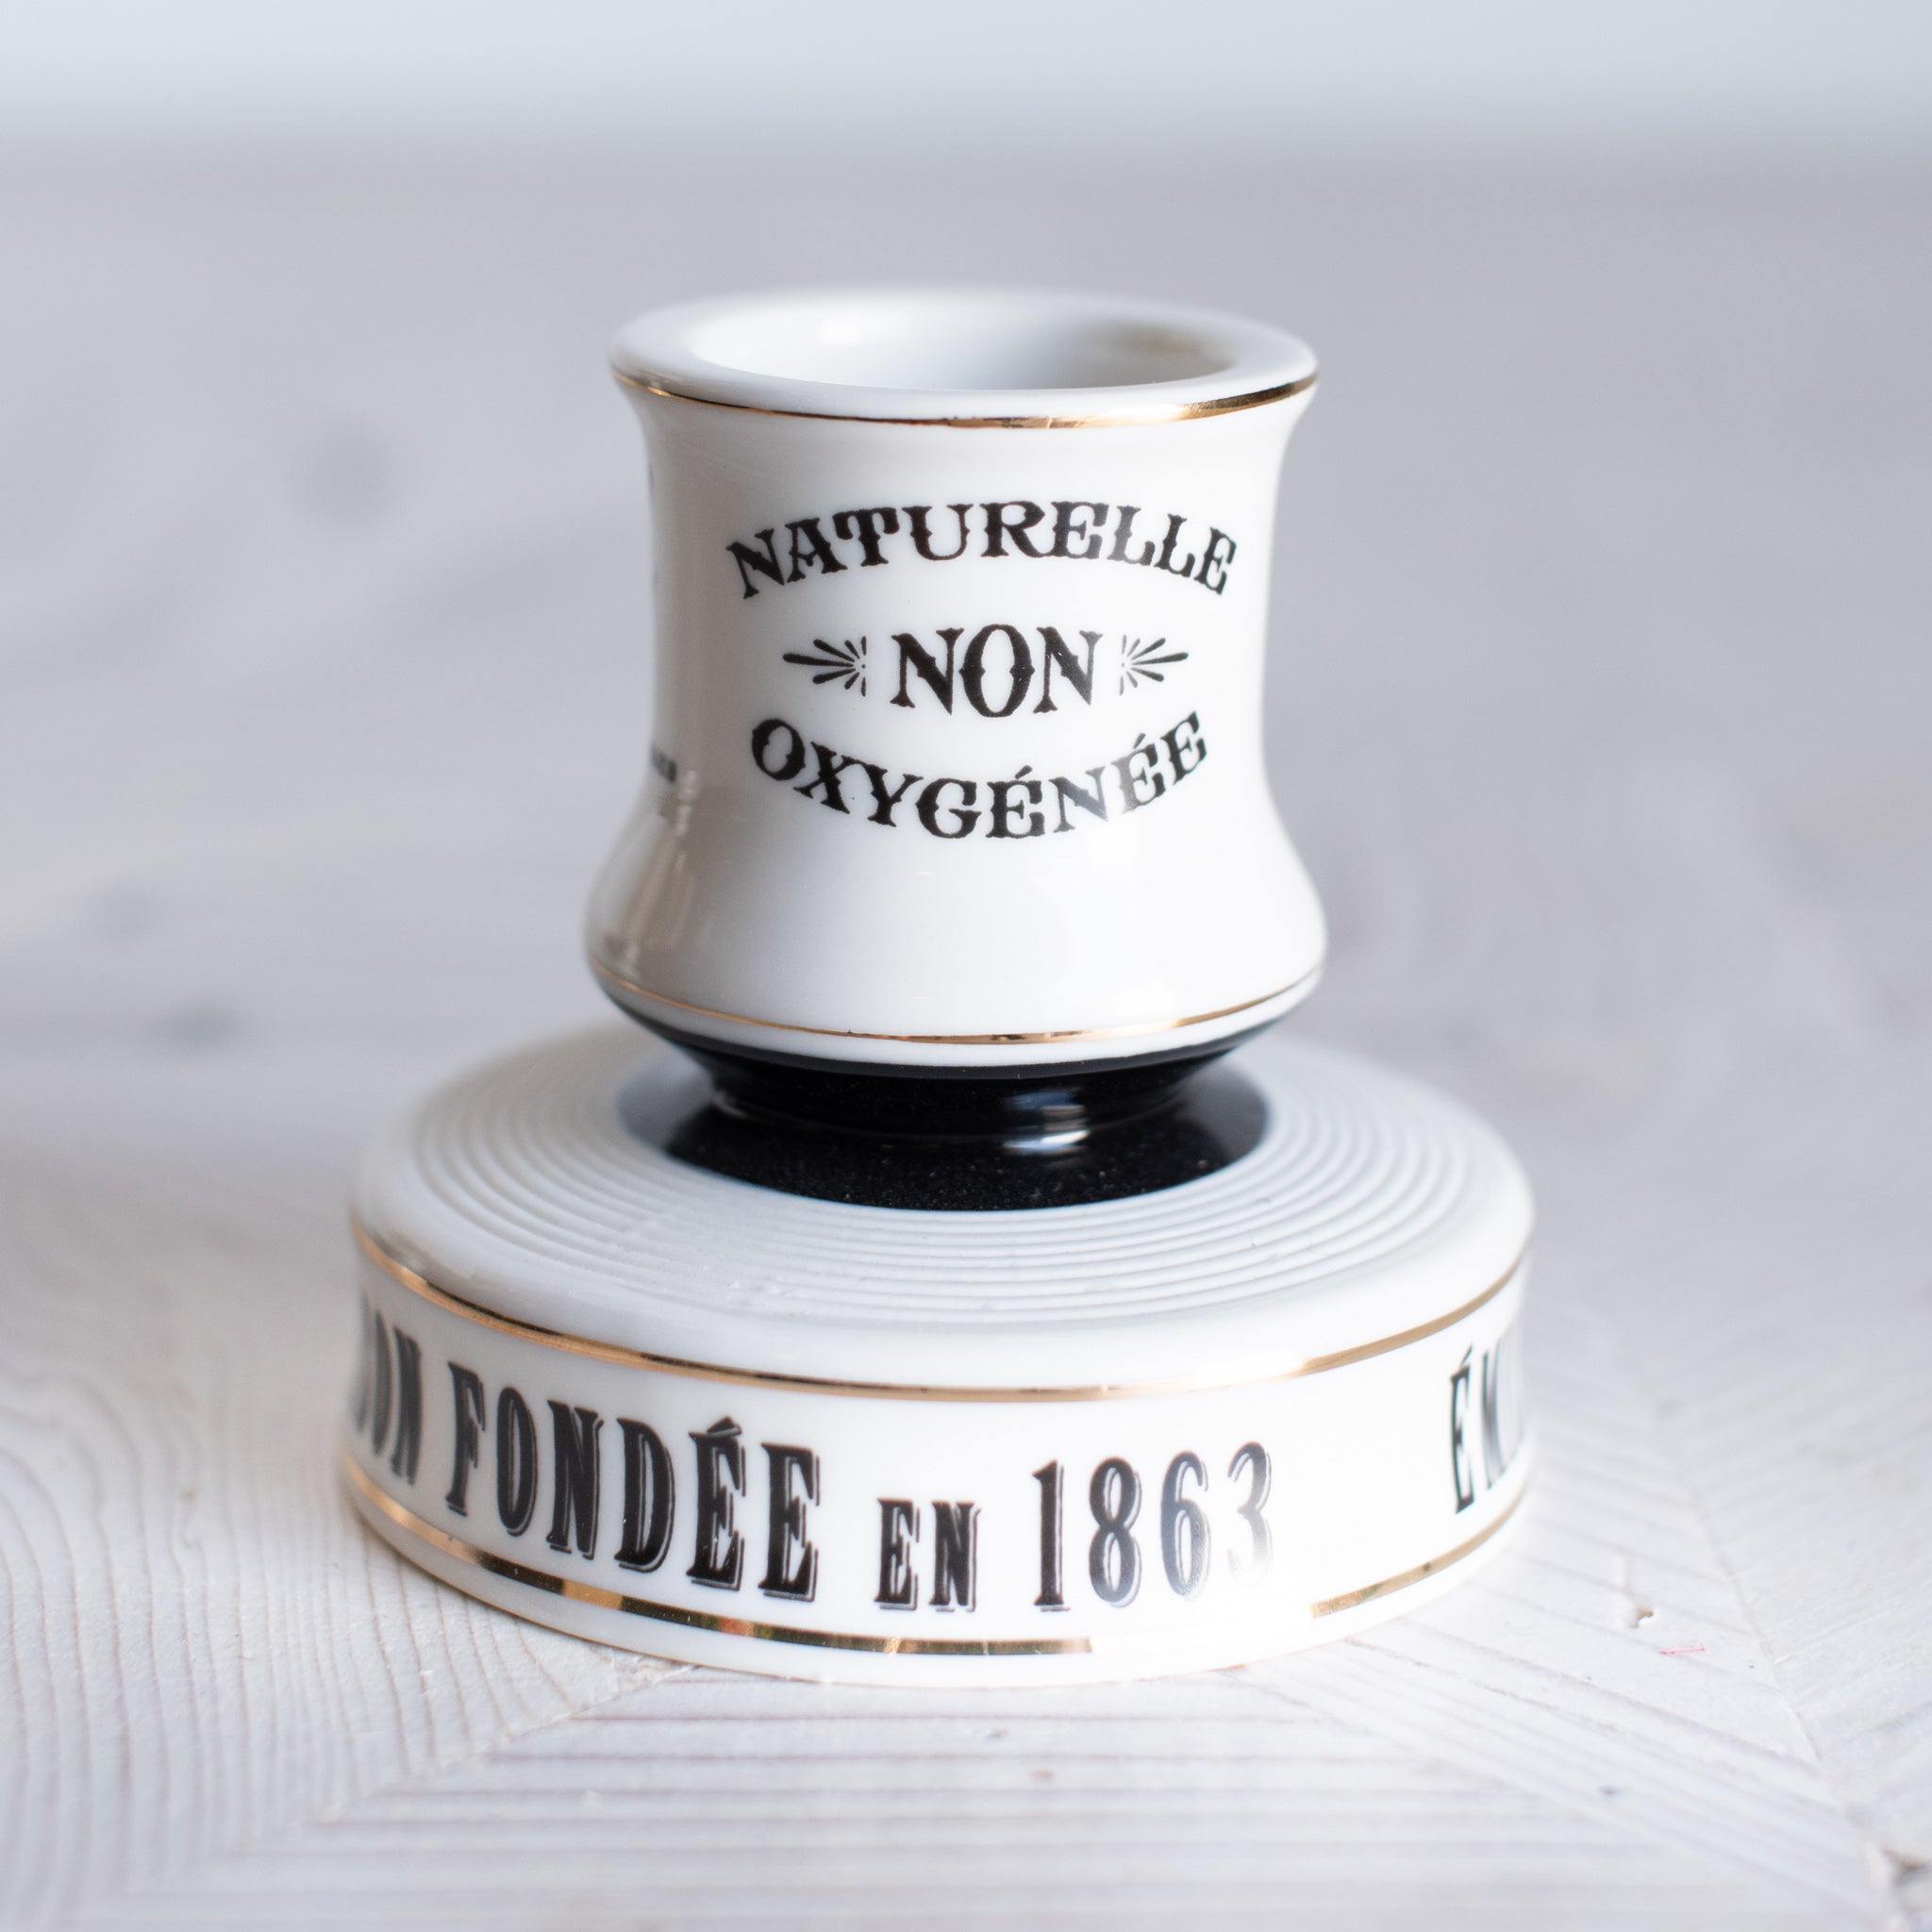 NATURELLE
NON
OXYGÉNÉE
FONDÉE EN 1863